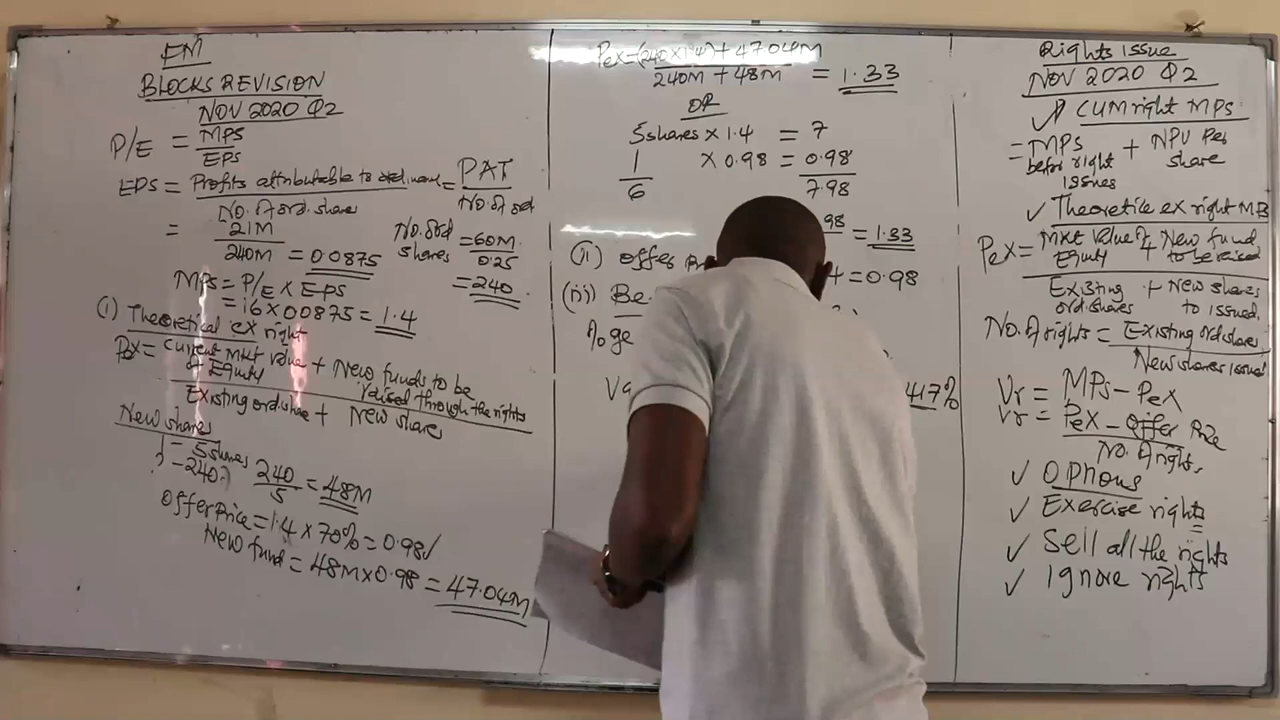 FM
BLOCKS REVISION
NOV 2020 Q2
P/E = MPS
EPS
EPS = Profits attributable to = PAT
No. of ord. share No. of ord
= 21M
240M = 0.0875
No. ord shares = 60M
0.25
= 240
MPS = P/E x EPS
= 16 x 00875 = 1.4
(i) Theoretical ex right
Pex = Current mkt value of Equity + New funds to be raised through the rights
Existing ord share + New share
New shares
1 - 5 shares
? - 240?
240
5 = 48M
Offer Price = 1.4 x 70% = 0.98 ✓
New fund = 48M x 0.98 = 47.04M
Pex = (240 x 1.4) + 47.04M
240M + 48M = 1.33
OR
5 shares x 1.4 = 7
1 x 0.98 = 0.98
6 7.98
98 = 1.33
(ii) offer
= 0.98
(iii) Be
%ge
Va
417%
Rights Issue
NOV 2020 Q2
CUM right MPS
= MPS before right issues + NPV Per share
✓ Theoretical ex right
Pex = Mkt value of Equity + New fund to be raised
Existing ord. shares + New shares to issued.
No. of rights = Existing ord shares
New shares issued
Vr = MPS - Pex
Vr = Pex - Offer Price
No. of rights.
✓ Options
✓ Exercise rights
✓ Sell all the rights
✓ Ignore rights